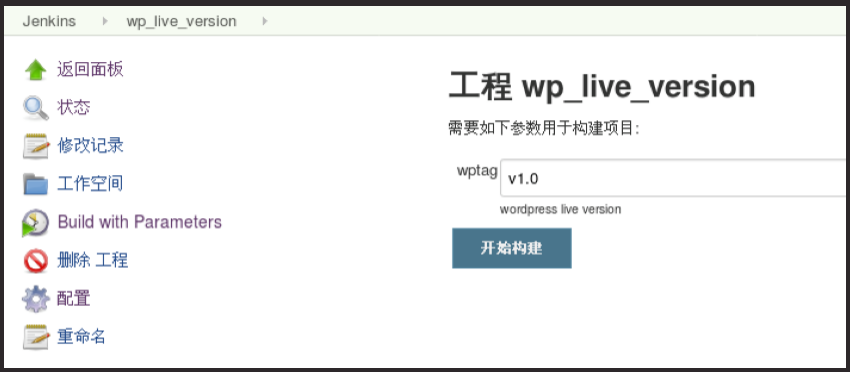 Jenkins wp_live_version
返回面板
状态
修改记录
工作空间
Build with Parameters
删除 工程
配置
重命名
工程 wp_live_version
需要如下参数用于构建项目:
wptag v1.0
wordpress live version
开始构建